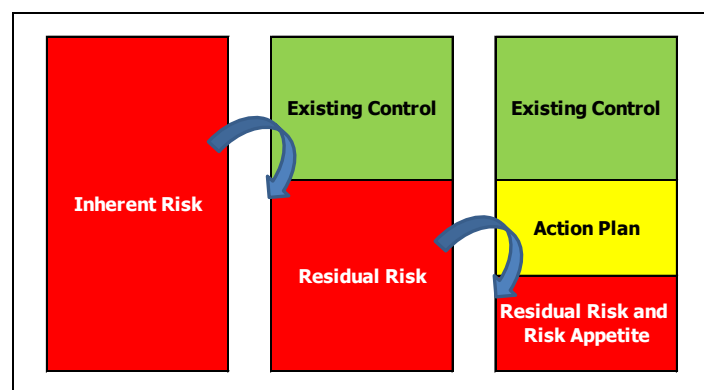 Inherent Risk
Existing Control
Residual Risk
Existing Control
Action Plan
Residual Risk and
Risk Appetite